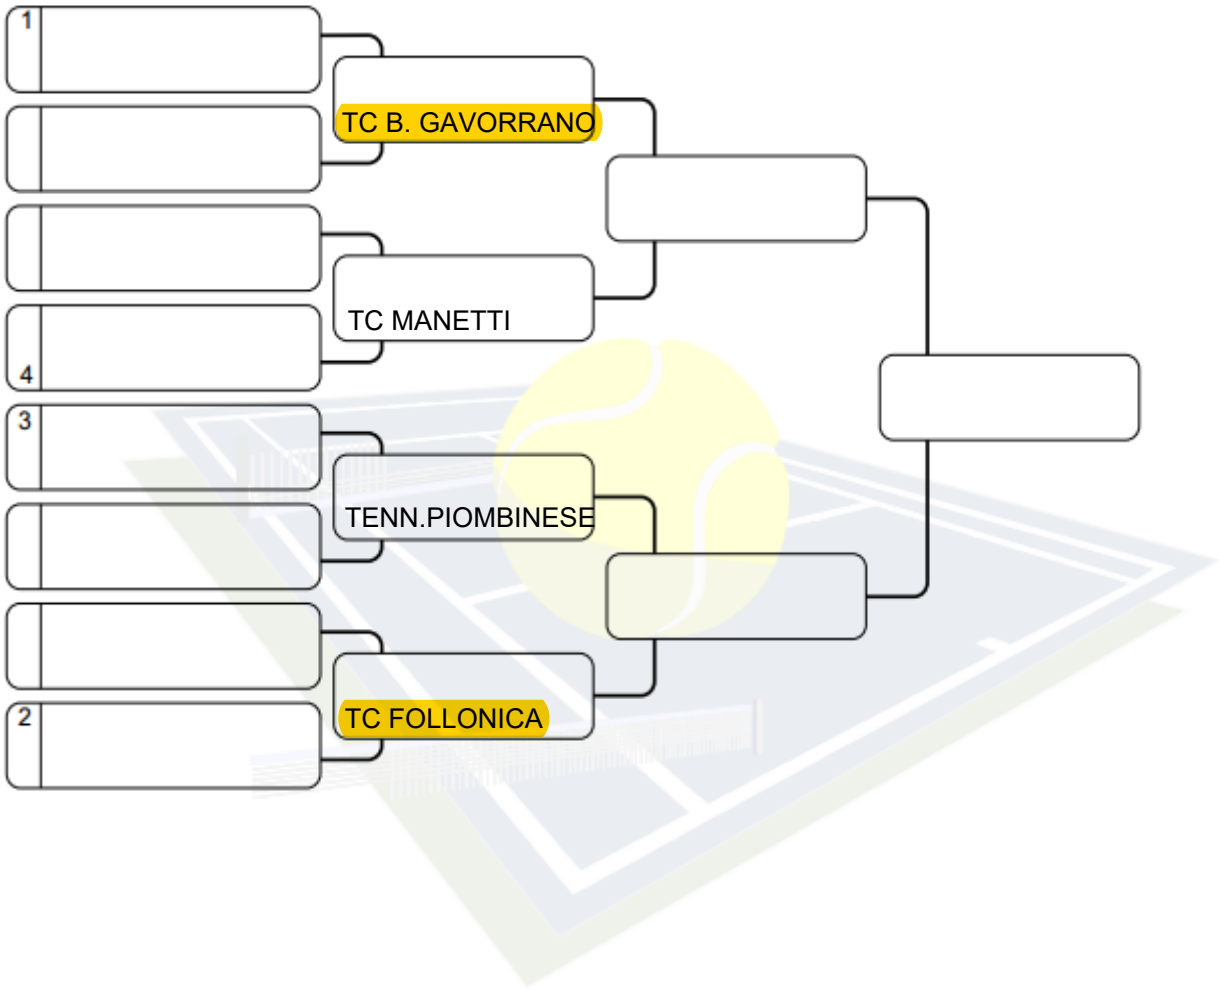 1
TC B. GAVORRANO
TC MANETTI
4
3
TENN.PIOMBINESE
2
TC FOLLONICA